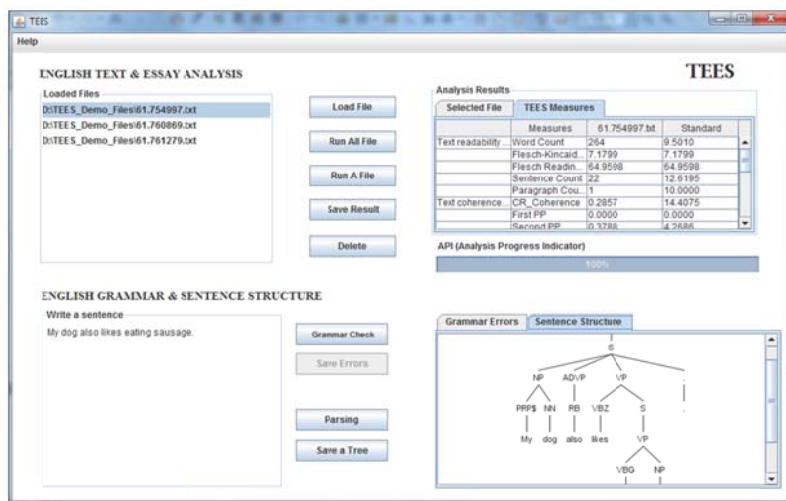 TEES
Help
ENGLISH TEXT & ESSAY ANALYSIS
TEES
Loaded Files
D:\TEES_Demo_Files\61.754997.txt
D:\TEES_Demo_Files\61.760869.txt
D:\TEES_Demo_Files\61.761279.txt
Load File
Run All File
Run A File
Save Result
Delete
Analysis Results
Selected File TEES Measures
Measures 61.754997.txt Standard
Text readability ... Word Count 264 9.5010
Flesch-Kincaid... 7.1799 7.1799
Flesch Readin... 64.9598 64.9598
Sentence Count 22 12.6195
Paragraph Cou... 1 10.0000
Text coherence... CR_Coherence 0.2857 14.4075
First PP 0.0000 0.0000
Second PP 0.3788 4.2686
API (Analysis Progress Indicator)
100%
ENGLISH GRAMMAR & SENTENCE STRUCTURE
Write a sentence
My dog also likes eating sausage.
Grammar Check
Save Errors
Parsing
Save a Tree
Grammar Errors Sentence Structure
S
NP ADVP VP .
PRP$ NN RB VBZ S .
My dog also likes VP
VBG NP